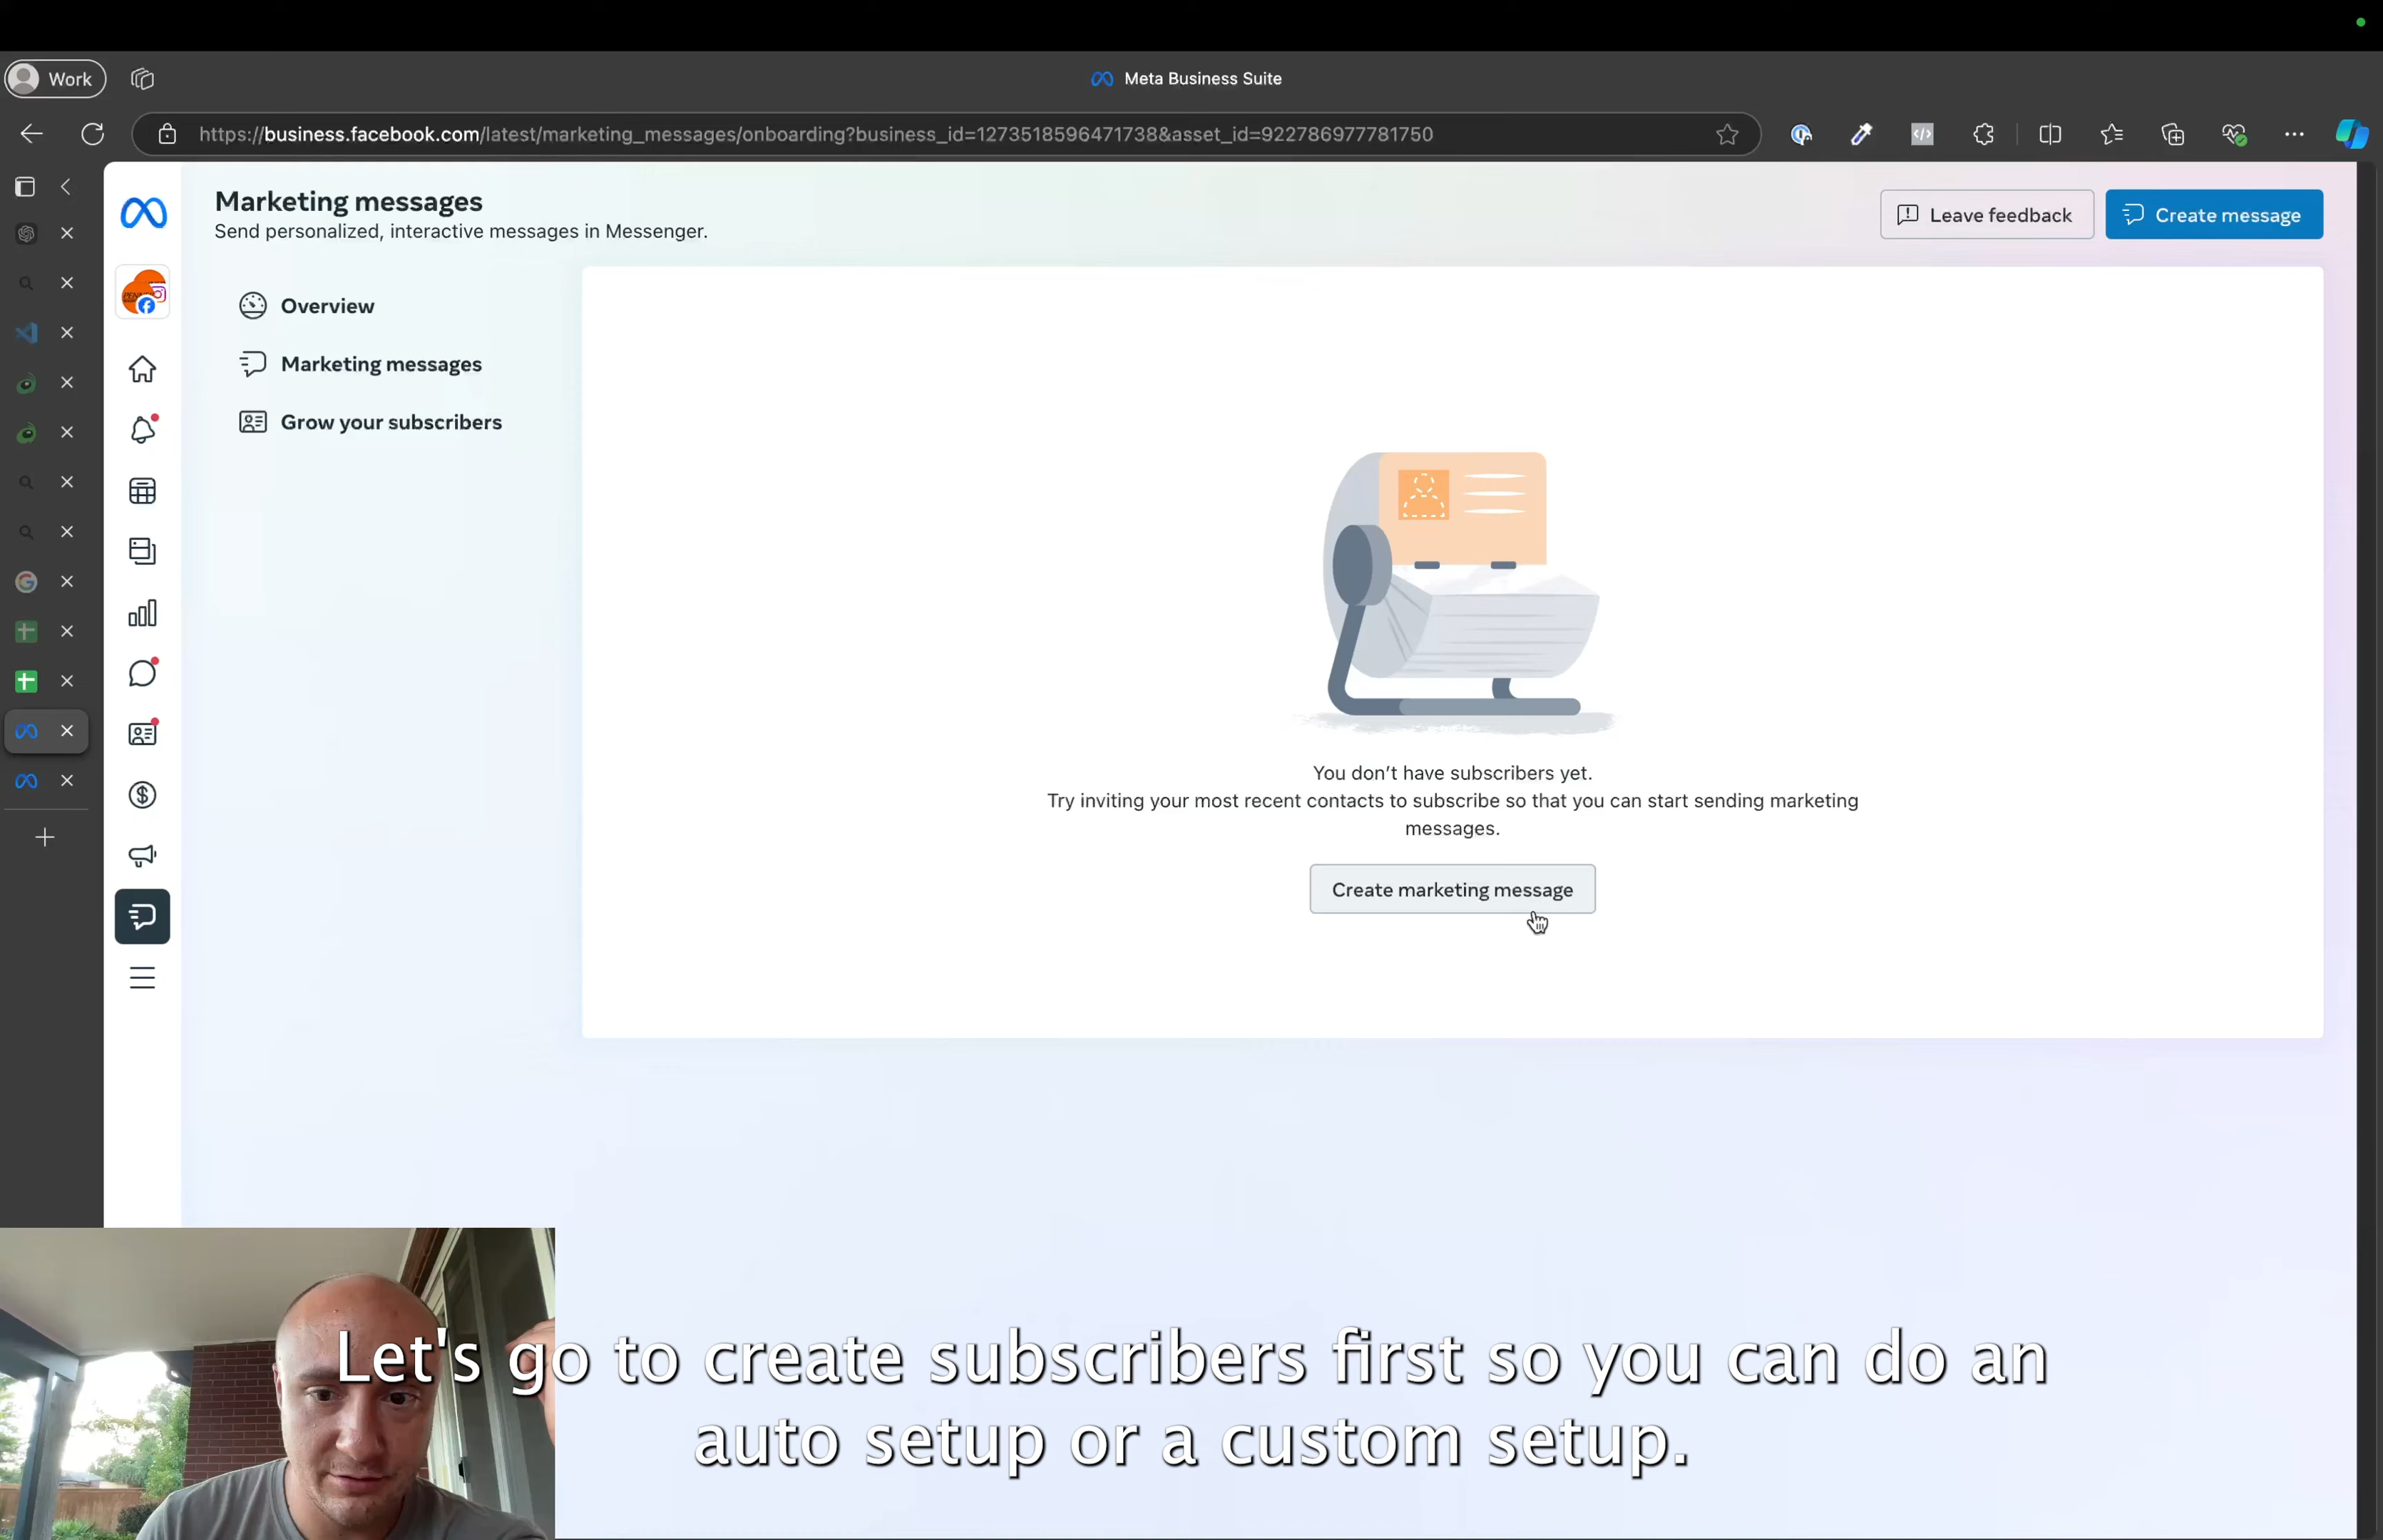 Work
Meta Business Suite
https://business.facebook.com/latest/marketing_messages/onboarding?business_id=1273518596471738&asset_id=922786977781750
Marketing messages
Send personalized, interactive messages in Messenger.
Leave feedback
Create message
Overview
Marketing messages
Grow your subscribers
You don't have subscribers yet.
Try inviting your most recent contacts to subscribe so that you can start sending marketing
messages.
Create marketing message
Let's go to create subscribers first so you can do an
auto setup or a custom setup.